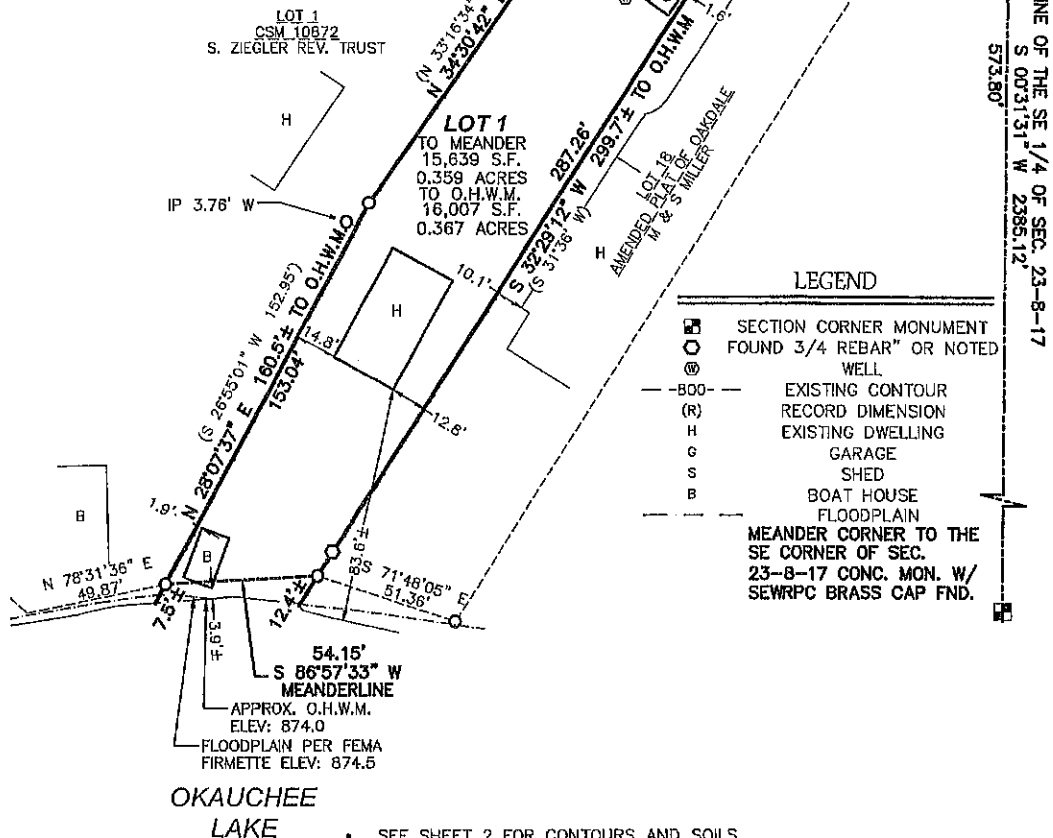 LOT 1
CSM 10672
S. ZIEGLER REV. TRUST
H
(N 33°16'34"
N 34°30'42" E
1.6'
LOT 1
TO MEANDER
15,639 S.F.
0.359 ACRES
TO O.H.W.M.
16,007 S.F.
0.367 ACRES
IP 3.76' W
287.26'
S 32°29'12" W 299.7'± TO O.H.W.M
(S 31°36' W)
LOT 18
AMENDED PLAT OF OAKDALE
M & S MILLER
H
10.1'
H
14.8'
12.8'
(S 26°55'01" W 152.95')
N 28°07'37" E 160.5'± TO O.H.W.M.
153.04'
1.9'
B
B
N 78°31'36" E
49.87'
7.5'±
3.9'±
12.4'±
83.6'±
S 71°48'05" E
51.36'
54.15'
S 86°57'33" W
MEANDERLINE
APPROX. O.H.W.M.
ELEV: 874.0
FLOODPLAIN PER FEMA
FIRMETTE ELEV: 874.5
OKAUCHEE
LAKE
INE OF THE SE 1/4 OF SEC. 23-8-17
S 00°31'31" W 2385.12'
573.80'
LEGEND
SECTION CORNER MONUMENT
FOUND 3/4 REBAR" OR NOTED
W WELL
-800- EXISTING CONTOUR
(R) RECORD DIMENSION
H EXISTING DWELLING
G GARAGE
S SHED
B BOAT HOUSE
FLOODPLAIN
MEANDER CORNER TO THE
SE CORNER OF SEC.
23-8-17 CONC. MON. W/
SEWRPC BRASS CAP FND.
• SEE SHEET 2 FOR CONTOURS AND SOILS